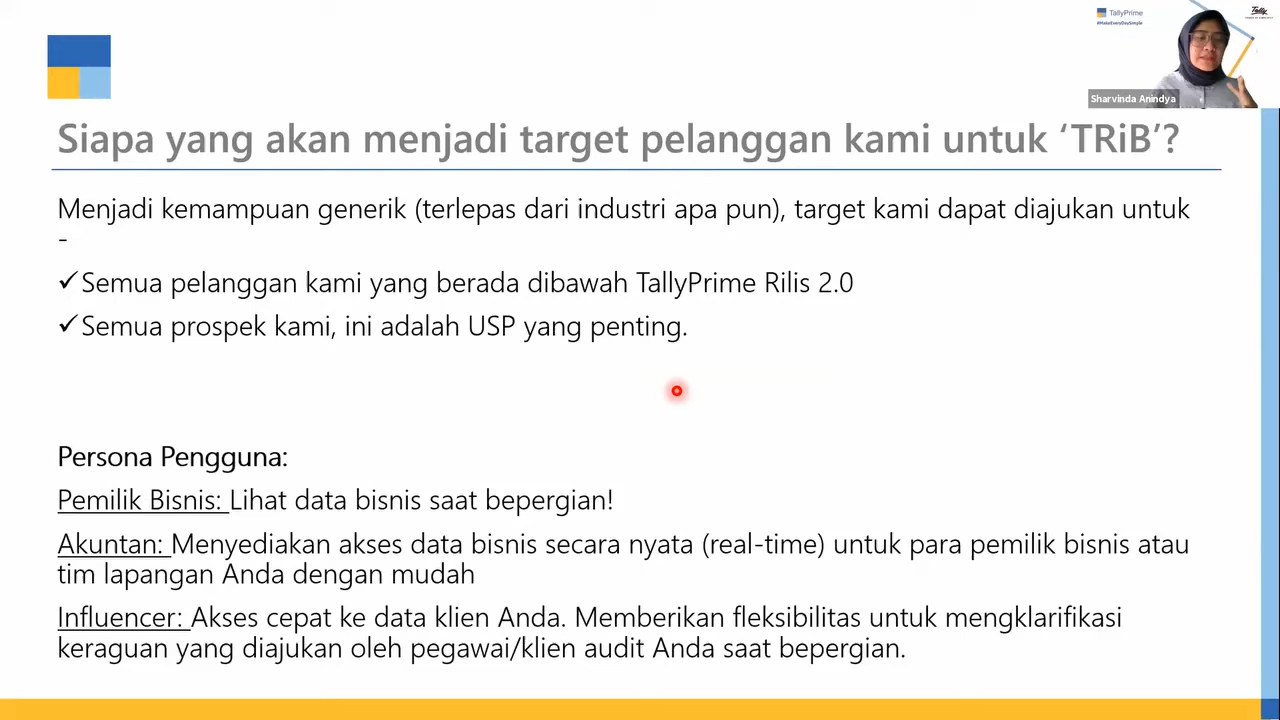 TallyPrime
#MakeEveryDaySimple
Tally
Sharvinda Anindya
Siapa yang akan menjadi target pelanggan kami untuk ‘TRiB’?
Menjadi kemampuan generik (terlepas dari industri apa pun), target kami dapat diajukan untuk
-
✓Semua pelanggan kami yang berada dibawah TallyPrime Rilis 2.0
✓Semua prospek kami, ini adalah USP yang penting.
Persona Pengguna:
Pemilik Bisnis: Lihat data bisnis saat bepergian!
Akuntan: Menyediakan akses data bisnis secara nyata (real-time) untuk para pemilik bisnis atau
tim lapangan Anda dengan mudah
Influencer: Akses cepat ke data klien Anda. Memberikan fleksibilitas untuk mengklarifikasi
keraguan yang diajukan oleh pegawai/klien audit Anda saat bepergian.